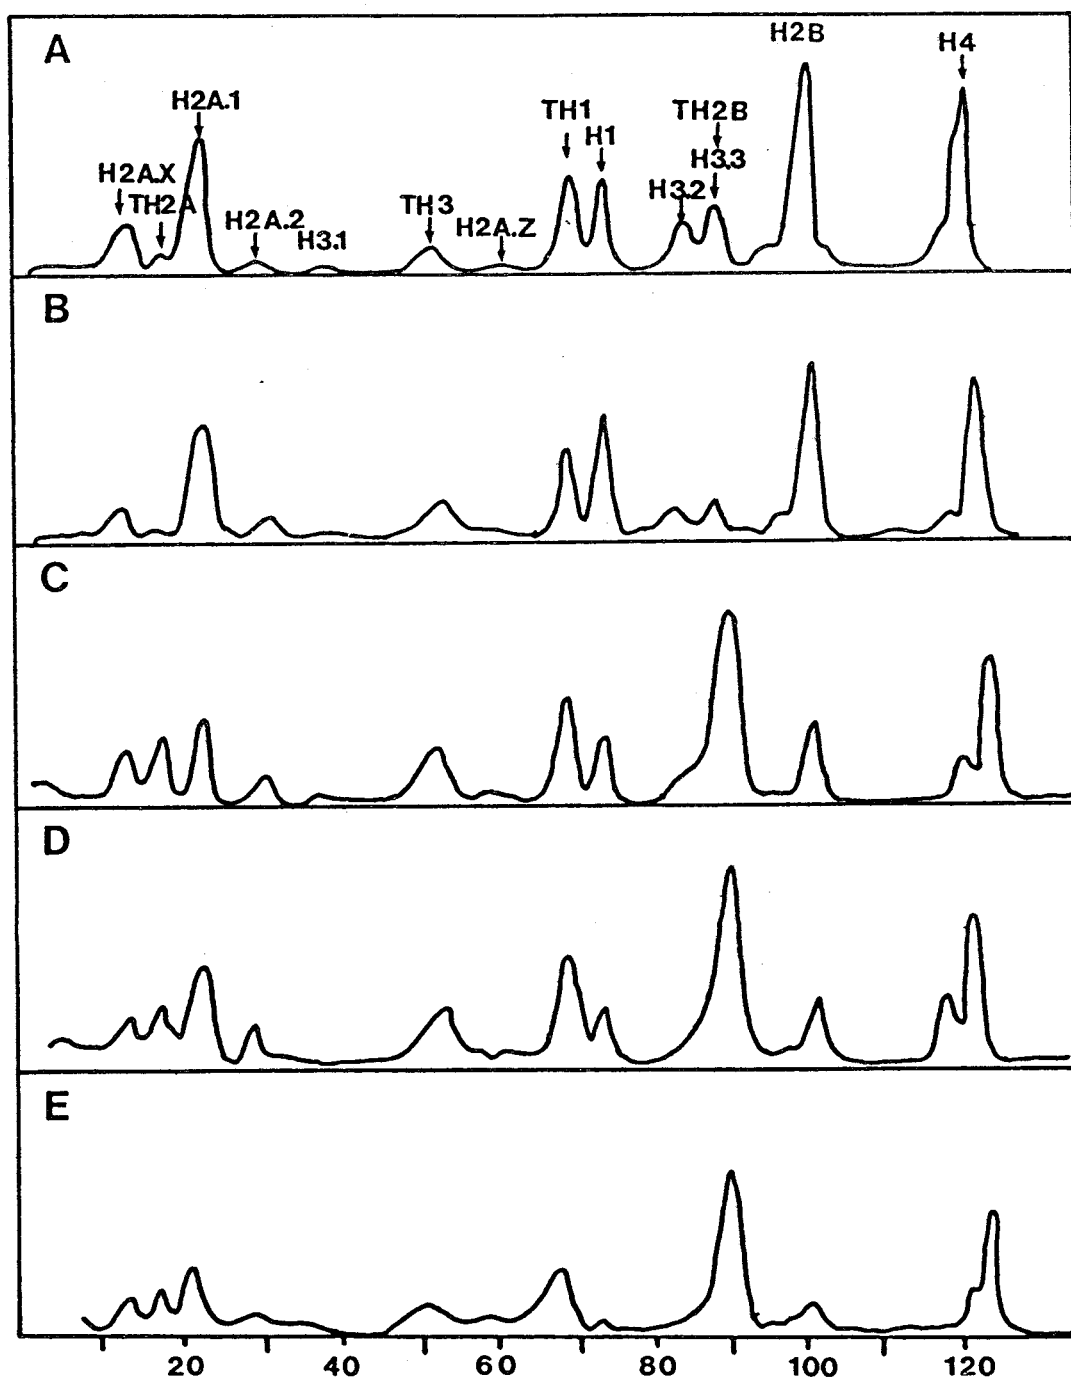 A
H2B
H4
H2A.1
TH1
TH2B
H1
H2A.X
H3.3
TH2A
H3.2
H2A.2
TH3
H2A.Z
H3.1
B
C
D
E
20 40 60 80 100 120